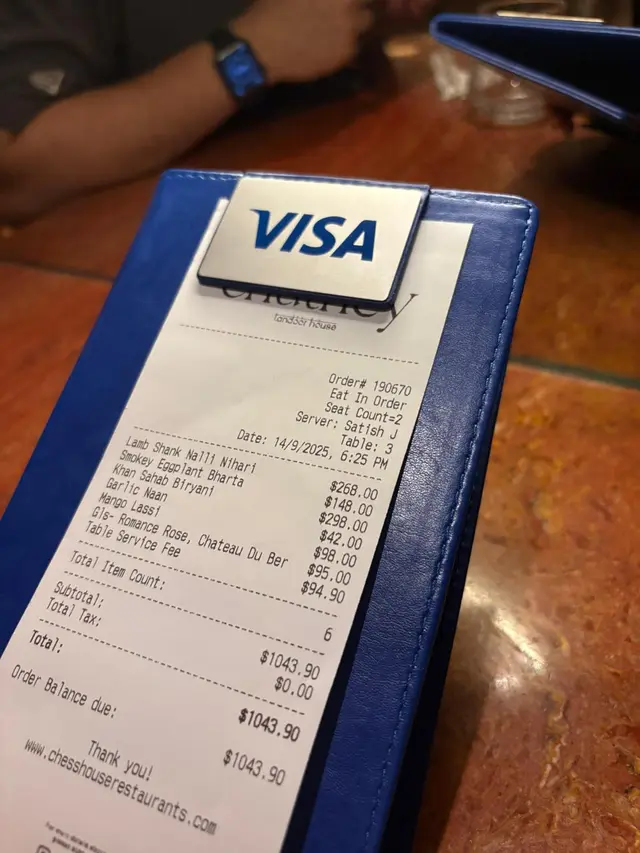 VISA
chutney
tandoor house
Order# 190670
Eat In Order
Seat Count=2
Server: Satish J
Table: 3
Date: 14/9/2025, 6:25 PM
Lamb Shank Nalli Nihari $268.00
Smokey Eggplant Bharta $148.00
Khan Sahab Biryani $298.00
Garlic Naan $42.00
Mango Lassi $98.00
Gls- Romance Rose, Chateau Du Ber $95.00
Table Service Fee $94.90
Total Item Count: 6
Subtotal: $1043.90
Total Tax: $0.00
Total: $1043.90
Order Balance due: $1043.90
Thank you!
www.chesshouserestaurants.com